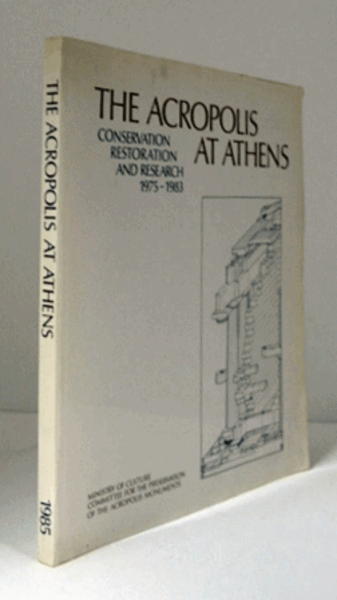 THE ACROPOLIS AT ATHENS
1985
THE ACROPOLIS
AT ATHENS
CONSERVATION
RESTORATION
AND RESEARCH
1975-1983
MINISTRY OF CULTURE
COMMITTEE FOR THE PRESERVATION
OF THE ACROPOLIS MONUMENTS